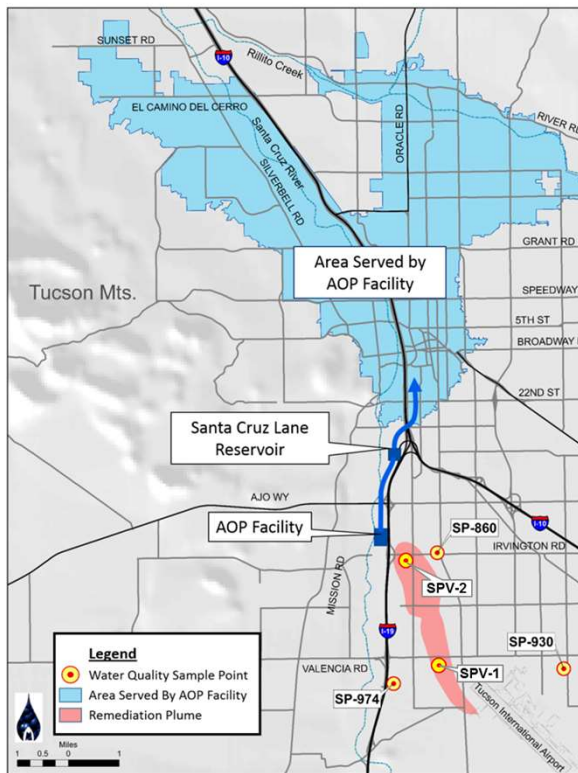 SUNSET RD
I-10
Rillito Creek
EL CAMINO DEL CERRO
ORACLE RD
RIVER RD
Santa Cruz River
SILVERBELL RD
GRANT RD
Area Served by
AOP Facility
Tucson Mts.
SPEEDWAY
5TH ST
BROADWAY
22ND ST
Santa Cruz Lane
Reservoir
AJO WY
I-10
AOP Facility
SP-860
IRVINGTON RD
MISSION RD
SPV-2
I-19
SP-930
VALENCIA RD
SPV-1
SP-974
Tucson International
Airport
Legend
Water Quality Sample Point
Area Served By AOP Facility
Remediation Plume
Miles
1 0.5 0 1